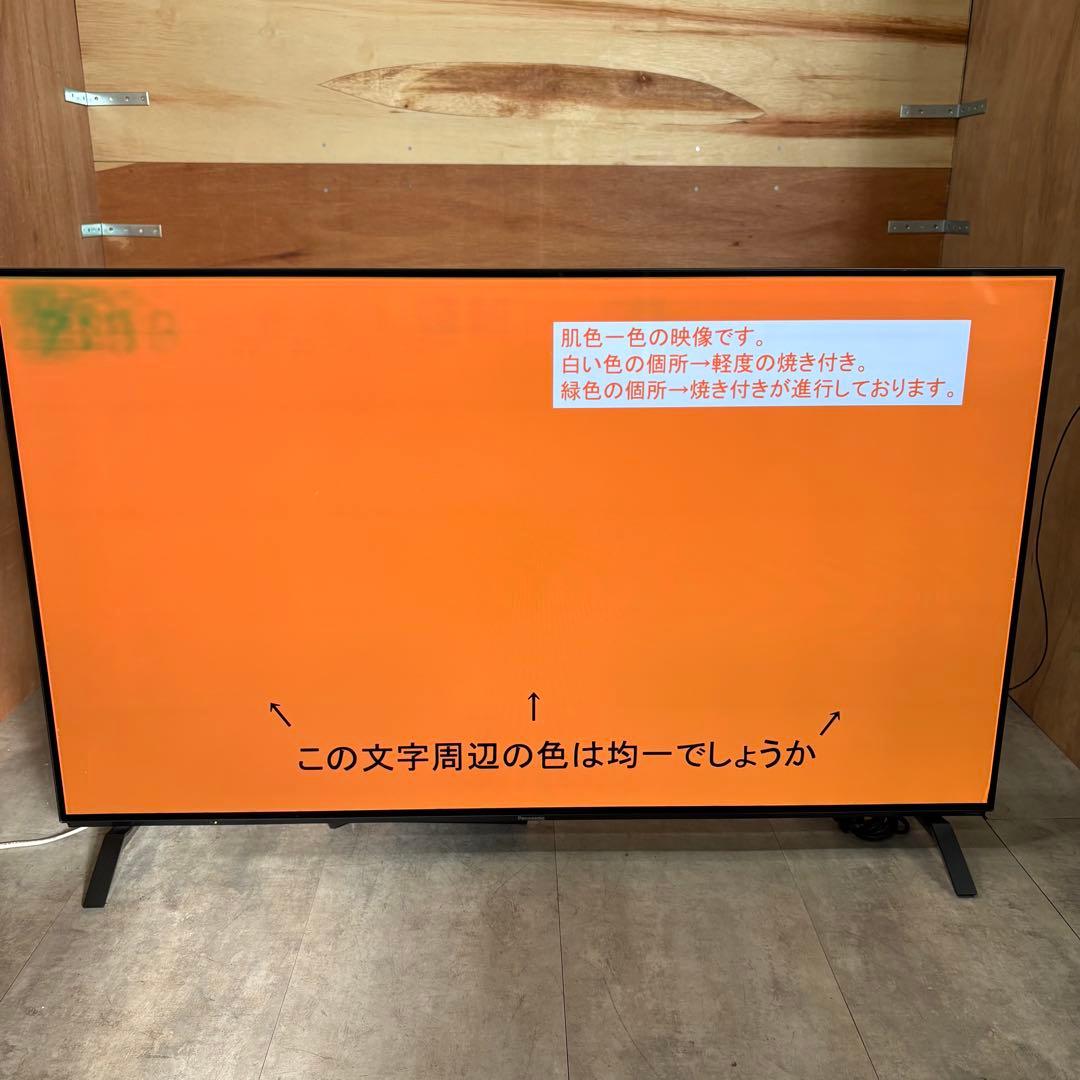 肌色一色の映像です。
白い色の個所→軽度の焼き付き。
緑色の個所→焼き付きが進行しております。
この文字周辺の色は均一でしょうか
Panasonic